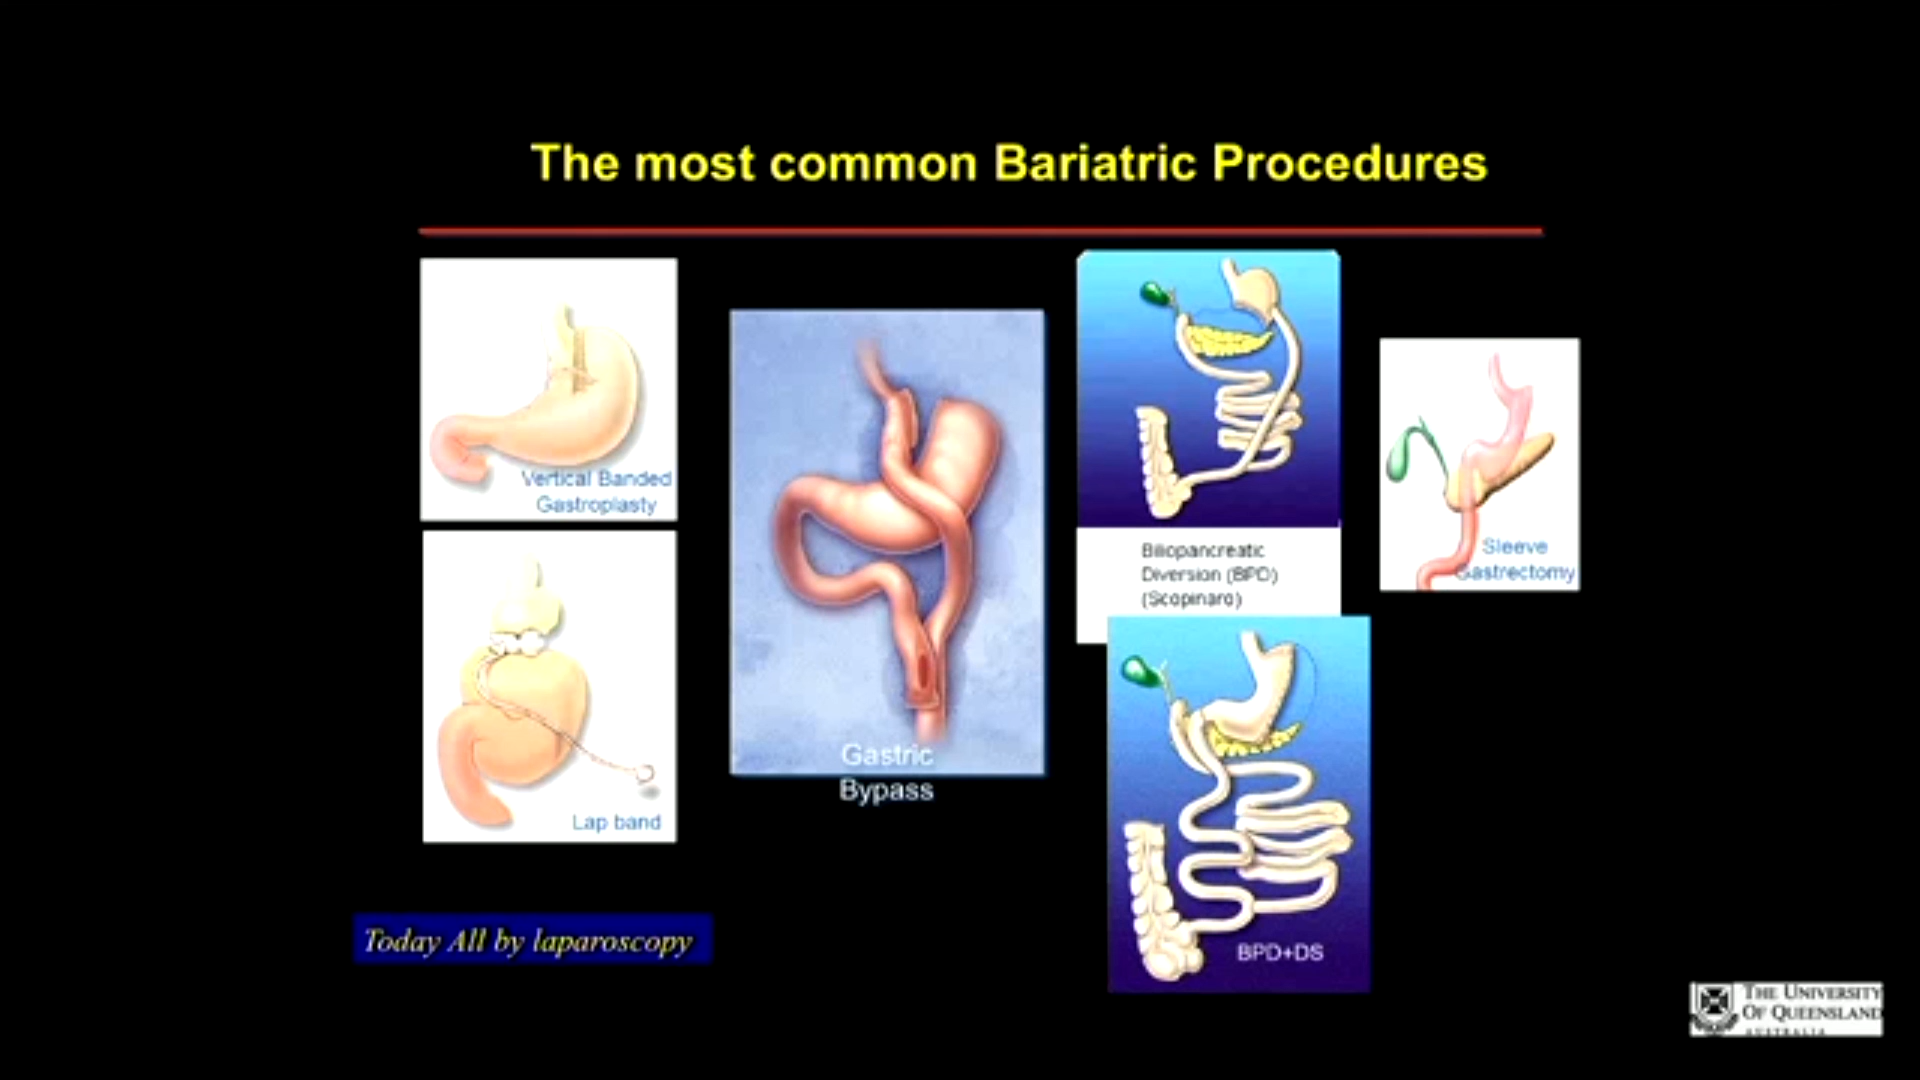 The most common Bariatric Procedures
Vertical Banded
Gastroplasty
Lap band
Gastric
Bypass
Biliopancreatic
Diversion (BPD)
(Scopinaro)
BPD+DS
Sleeve
Gastrectomy
Today All by laparoscopy
THE UNIVERSITY
OF QUEENSLAND
AUSTRALIA